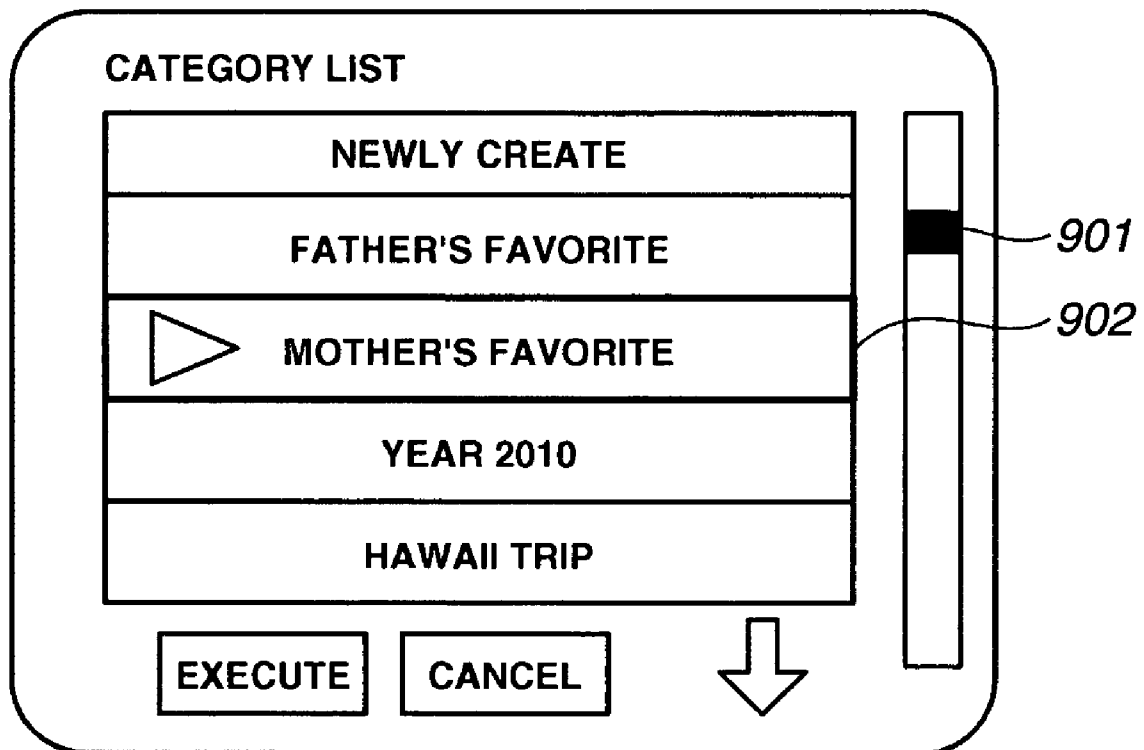 CATEGORY LIST
NEWLY CREATE
FATHER'S FAVORITE
901
902
MOTHER'S FAVORITE
YEAR 2010
HAWAII TRIP
EXECUTE CANCEL